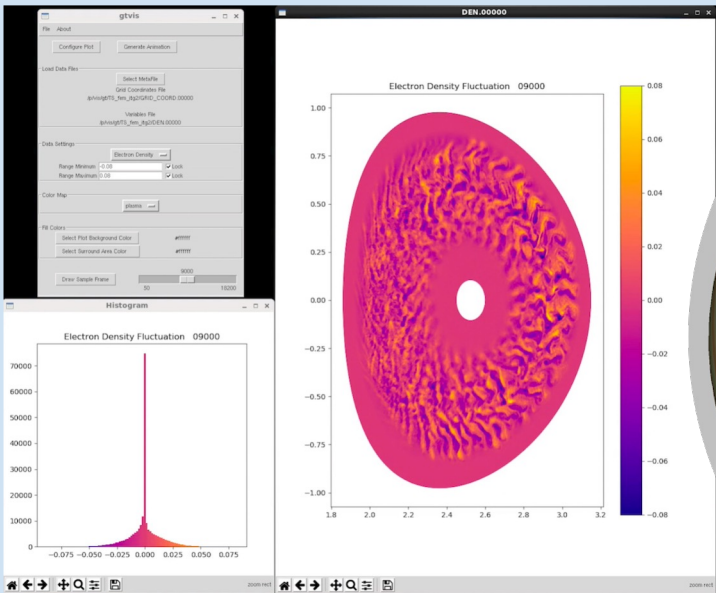 gtvis
File About
Configure Plot Generate Animation
Load Data Files
Select MetaFile
Grid Coordinates File
Variables File
Data Settings
Electron Density
Range Minimum -0.08 Lock
Range Maximum 0.08 Lock
Color Map
plasma
Fill Colors
Select Plot Background Color #ffffff
Select Surround Area Color #ffffff
Draw Sample Frame
9000
50 10200
Histogram
Electron Density Fluctuation 09000
70000
60000
50000
40000
30000
20000
10000
0
−0.075 −0.050 −0.025 0.000 0.025 0.050 0.075
zoom rect
DEN.00000
Electron Density Fluctuation 09000
1.00
0.75
0.50
0.25
0.00
−0.25
−0.50
−0.75
−1.00
1.8 2.0 2.2 2.4 2.6 2.8 3.0 3.2
0.08
0.06
0.04
0.02
0.00
−0.02
−0.04
−0.06
−0.08
zoom rect